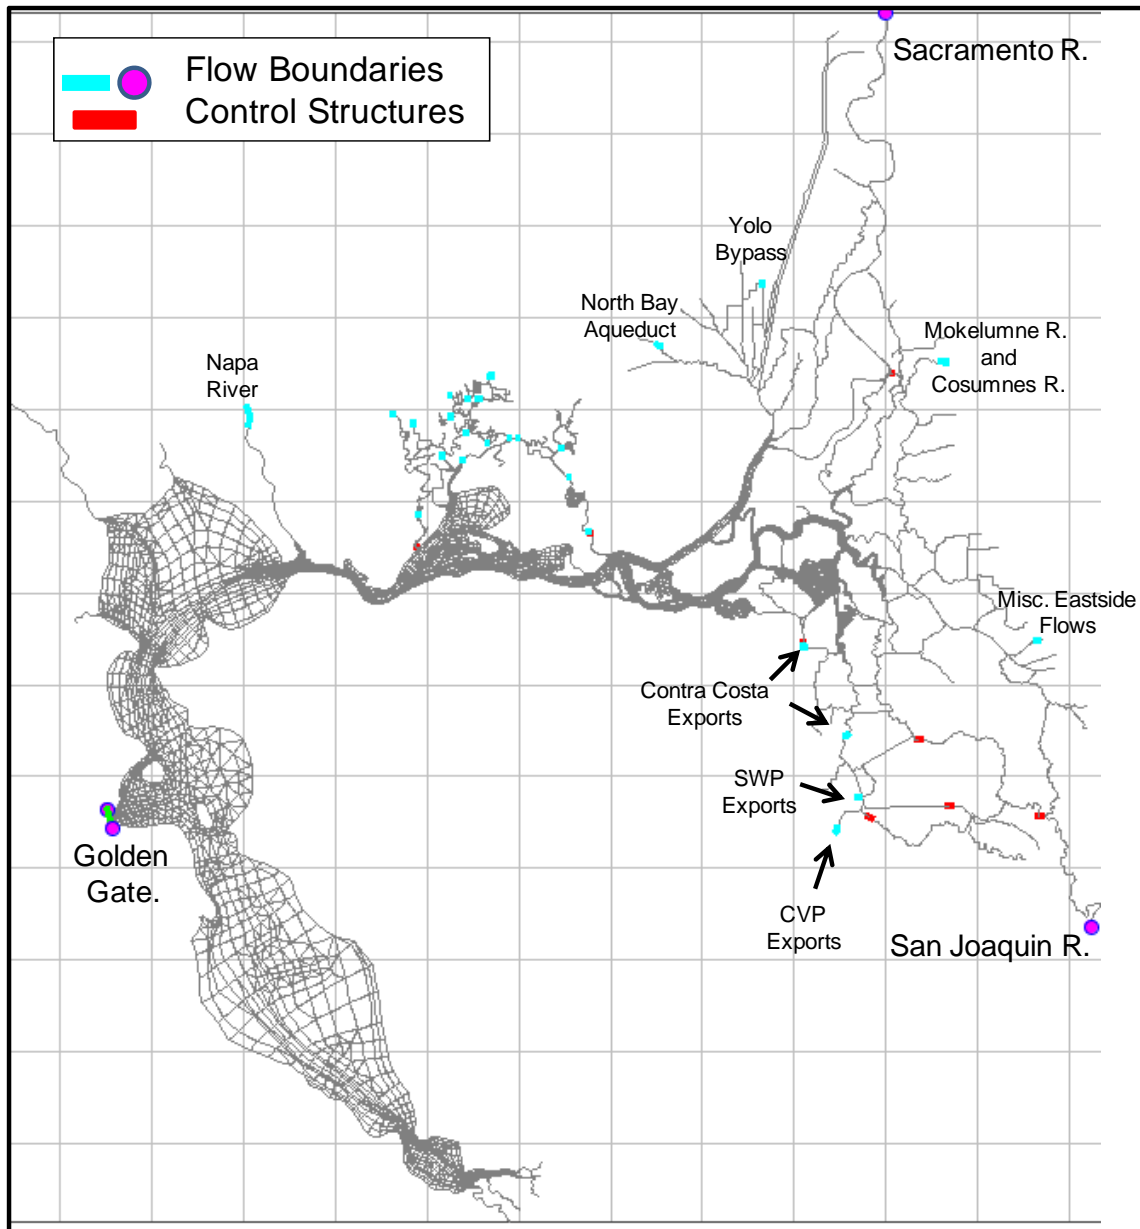 Flow Boundaries
Control Structures
Sacramento R.
Yolo
Bypass
North Bay
Aqueduct
Mokelumne R.
and
Cosumnes R.
Napa
River
Misc. Eastside
Flows
Contra Costa
Exports
SWP
Exports
Golden
Gate.
CVP
Exports
San Joaquin R.